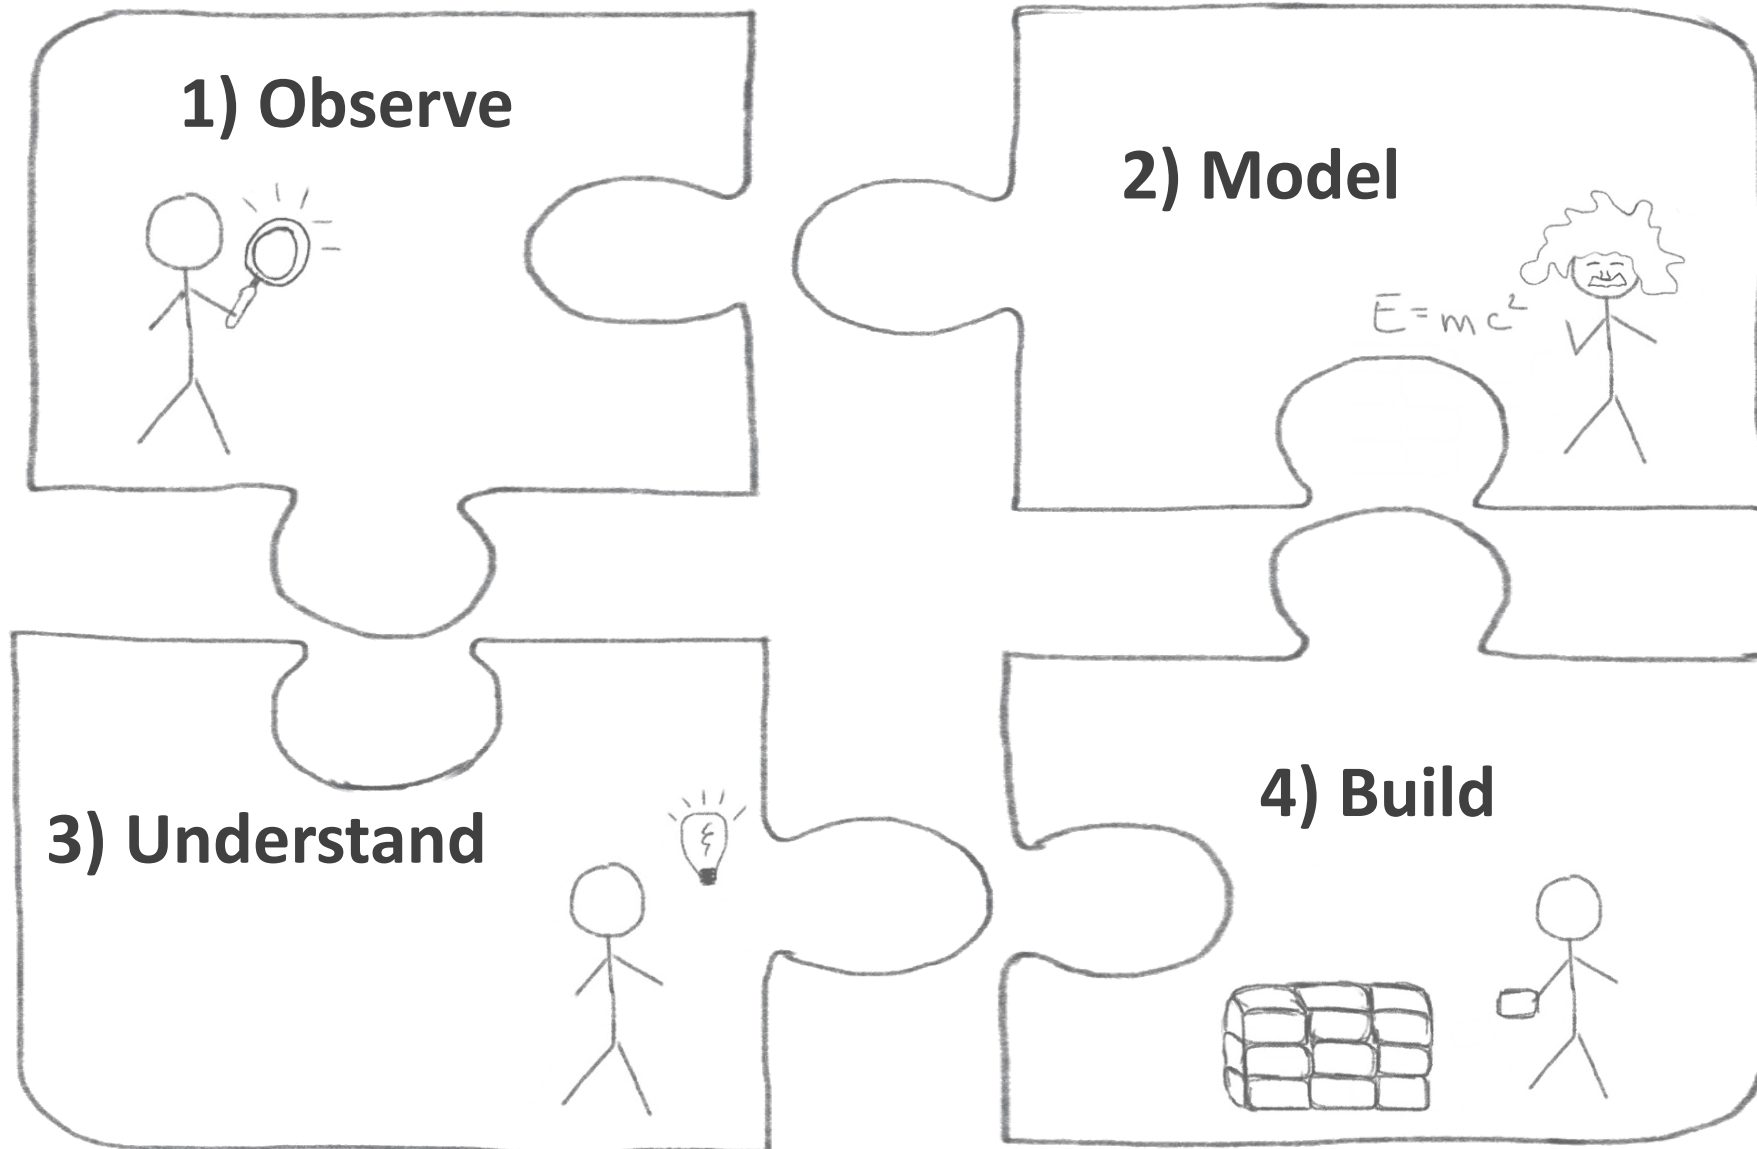 1) Observe
2) Model
E=mc²
3) Understand
4) Build